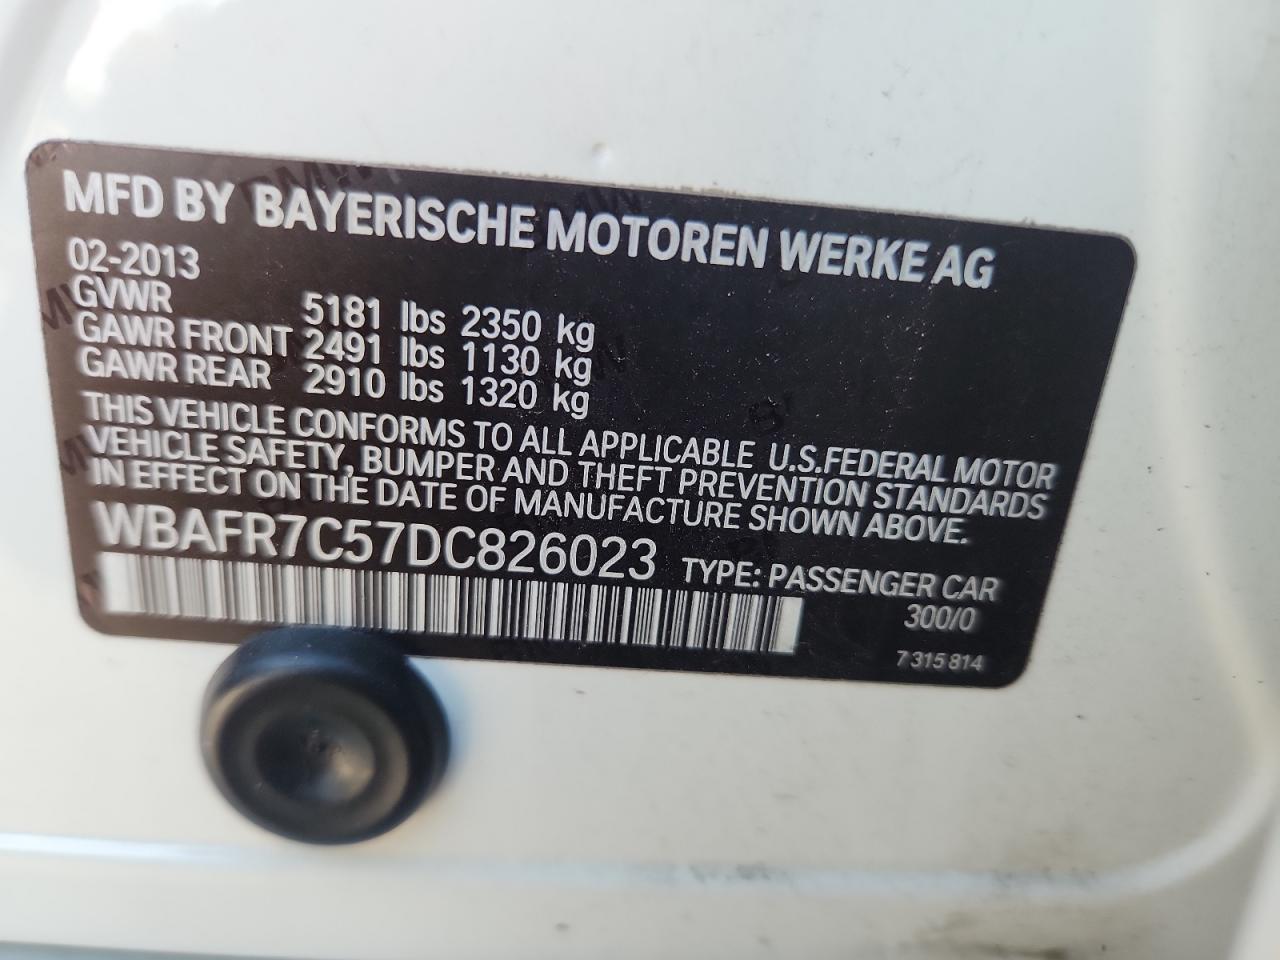 MFD BY BAYERISCHE MOTOREN WERKE AG
02-2013
GVWR 5181 lbs 2350 kg
GAWR FRONT 2491 lbs 1130 kg
GAWR REAR 2910 lbs 1320 kg
THIS VEHICLE CONFORMS TO ALL APPLICABLE U.S.FEDERAL MOTOR
VEHICLE SAFETY, BUMPER AND THEFT PREVENTION STANDARDS
IN EFFECT ON THE DATE OF MANUFACTURE SHOWN ABOVE.
WBAFR7C57DC826023 TYPE: PASSENGER CAR
300/0
7 315 814